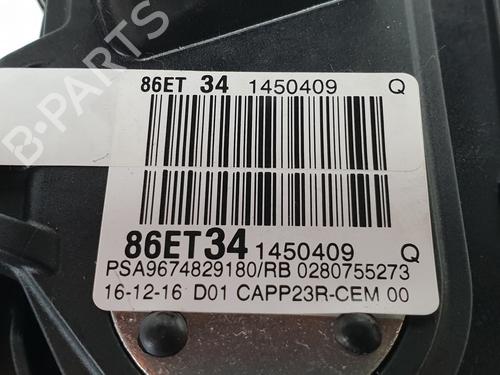 B-PARTS
86ET 34 1450409 Q
86ET34 1450409 Q
PSA9674829180/RB 0280755273
16-12-16 D01 CAPP23R-CEM 00